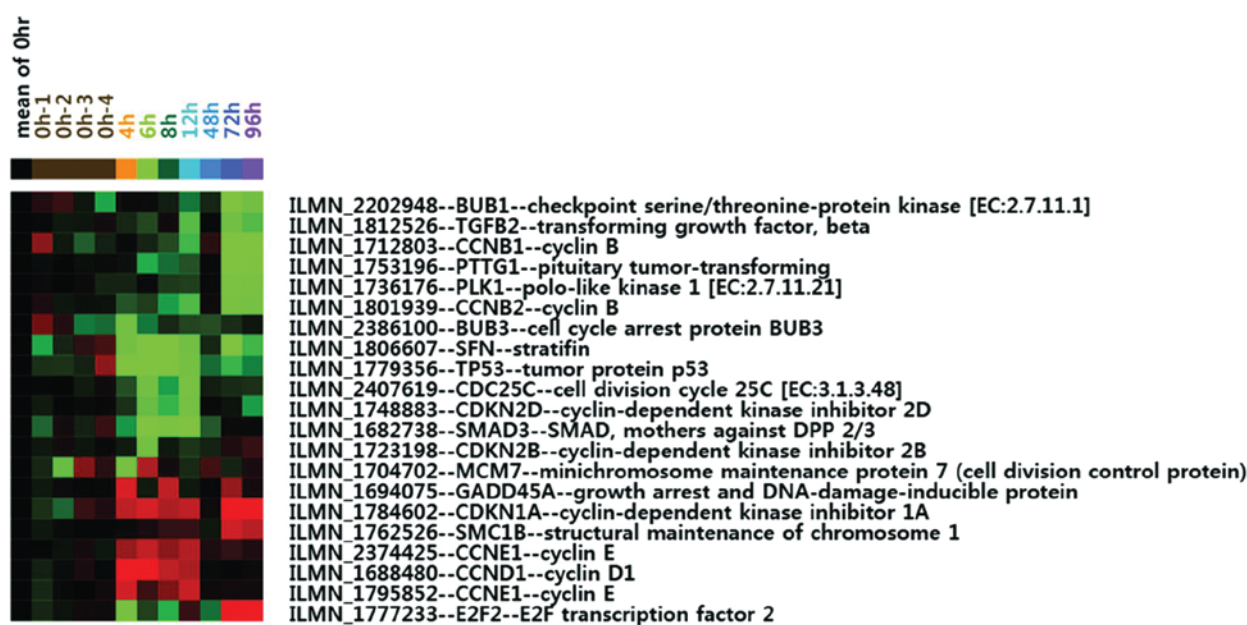 mean of 0hr
0h-1
0h-2
0h-3
0h-4
4h
6h
8h
12h
48h
72h
96h
ILMN_2202948--BUB1--checkpoint serine/threonine-protein kinase [EC:2.7.11.1]
ILMN_1812526--TGFB2--transforming growth factor, beta
ILMN_1712803--CCNB1--cyclin B
ILMN_1753196--PTTG1--pituitary tumor-transforming
ILMN_1736176--PLK1--polo-like kinase 1 [EC:2.7.11.21]
ILMN_1801939--CCNB2--cyclin B
ILMN_2386100--BUB3--cell cycle arrest protein BUB3
ILMN_1806607--SFN--stratifin
ILMN_1779356--TP53--tumor protein p53
ILMN_2407619--CDC25C--cell division cycle 25C [EC:3.1.3.48]
ILMN_1748883--CDKN2D--cyclin-dependent kinase inhibitor 2D
ILMN_1682738--SMAD3--SMAD, mothers against DPP 2/3
ILMN_1723198--CDKN2B--cyclin-dependent kinase inhibitor 2B
ILMN_1704702--MCM7--minichromosome maintenance protein 7 (cell division control protein)
ILMN_1694075--GADD45A--growth arrest and DNA-damage-inducible protein
ILMN_1784602--CDKN1A--cyclin-dependent kinase inhibitor 1A
ILMN_1762526--SMC1B--structural maintenance of chromosome 1
ILMN_2374425--CCNE1--cyclin E
ILMN_1688480--CCND1--cyclin D1
ILMN_1795852--CCNE1--cyclin E
ILMN_1777233--E2F2--E2F transcription factor 2